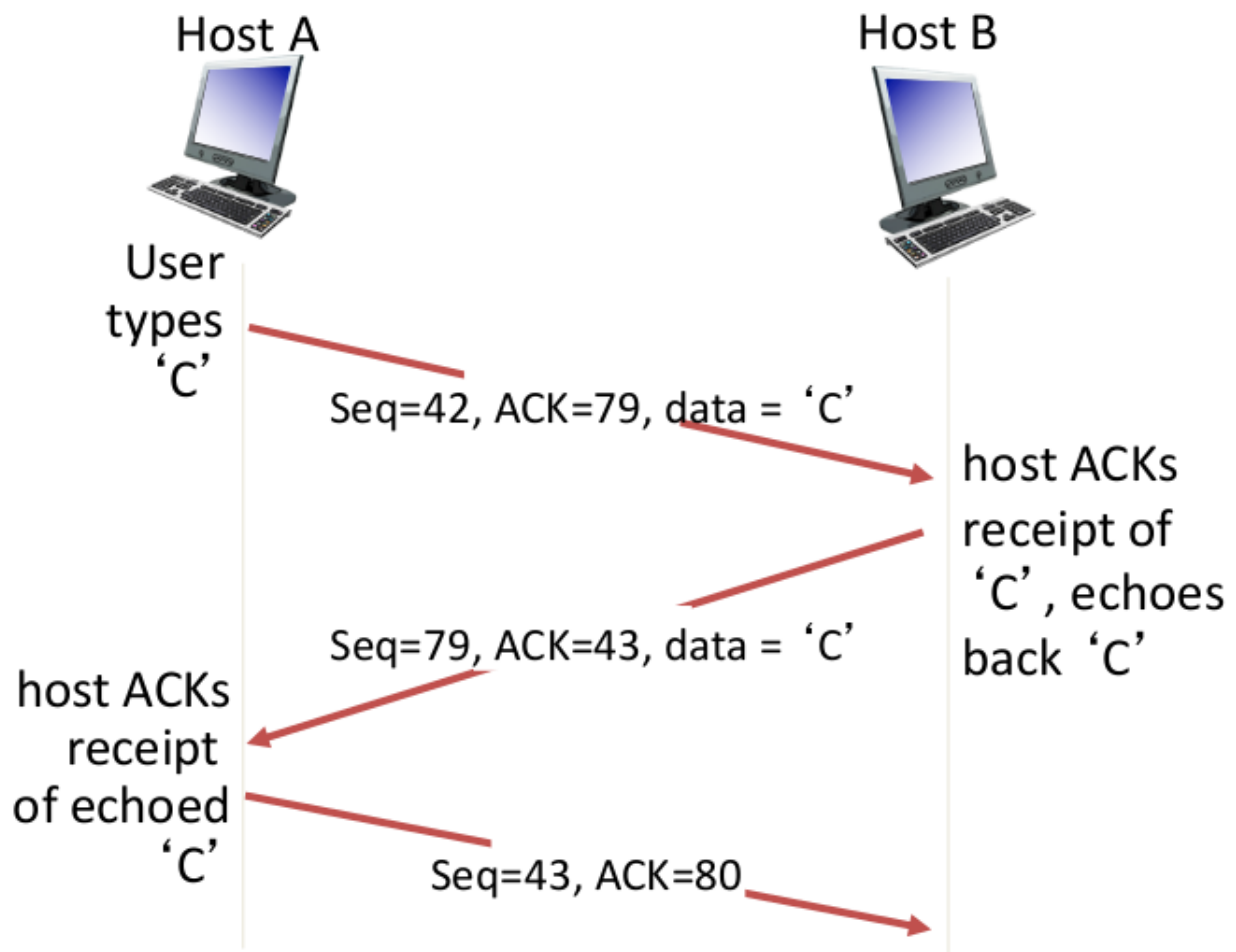 Host A
Host B
User
types
‘C’
Seq=42, ACK=79, data = ‘C’
host ACKs
receipt of
‘C’, echoes
back ‘C’
Seq=79, ACK=43, data = ‘C’
host ACKs
receipt
of echoed
‘C’
Seq=43, ACK=80